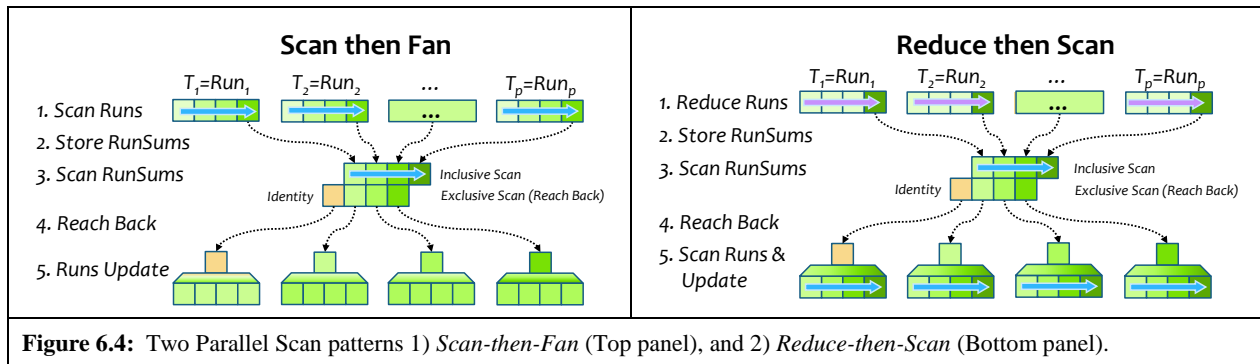 Scan then Fan
T1=Run1 T2=Run2 ... Tp=Runp
1. Scan Runs
...
2. Store RunSums
3. Scan RunSums
Inclusive Scan
Identity
Exclusive Scan (Reach Back)
4. Reach Back
5. Runs Update
Reduce then Scan
T1=Run1 T2=Run2 ... Tp=Runp
1. Reduce Runs
...
2. Store RunSums
3. Scan RunSums
Inclusive Scan
Identity
Exclusive Scan (Reach Back)
4. Reach Back
5. Scan Runs &
Update
Figure 6.4: Two Parallel Scan patterns 1) Scan-then-Fan (Top panel), and 2) Reduce-then-Scan (Bottom panel).